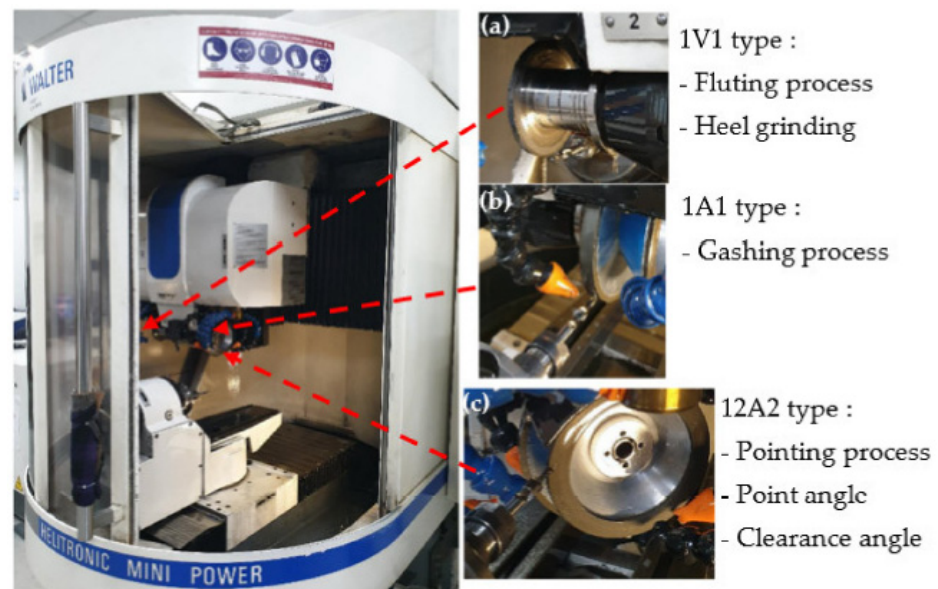 WALTER
HELITRONIC MINI POWER
(a)
2
1V1 type :
- Fluting process
- Heel grinding
(b)
1A1 type :
- Gashing process
(c)
12A2 type :
- Pointing process
- Point angle
- Clearance angle